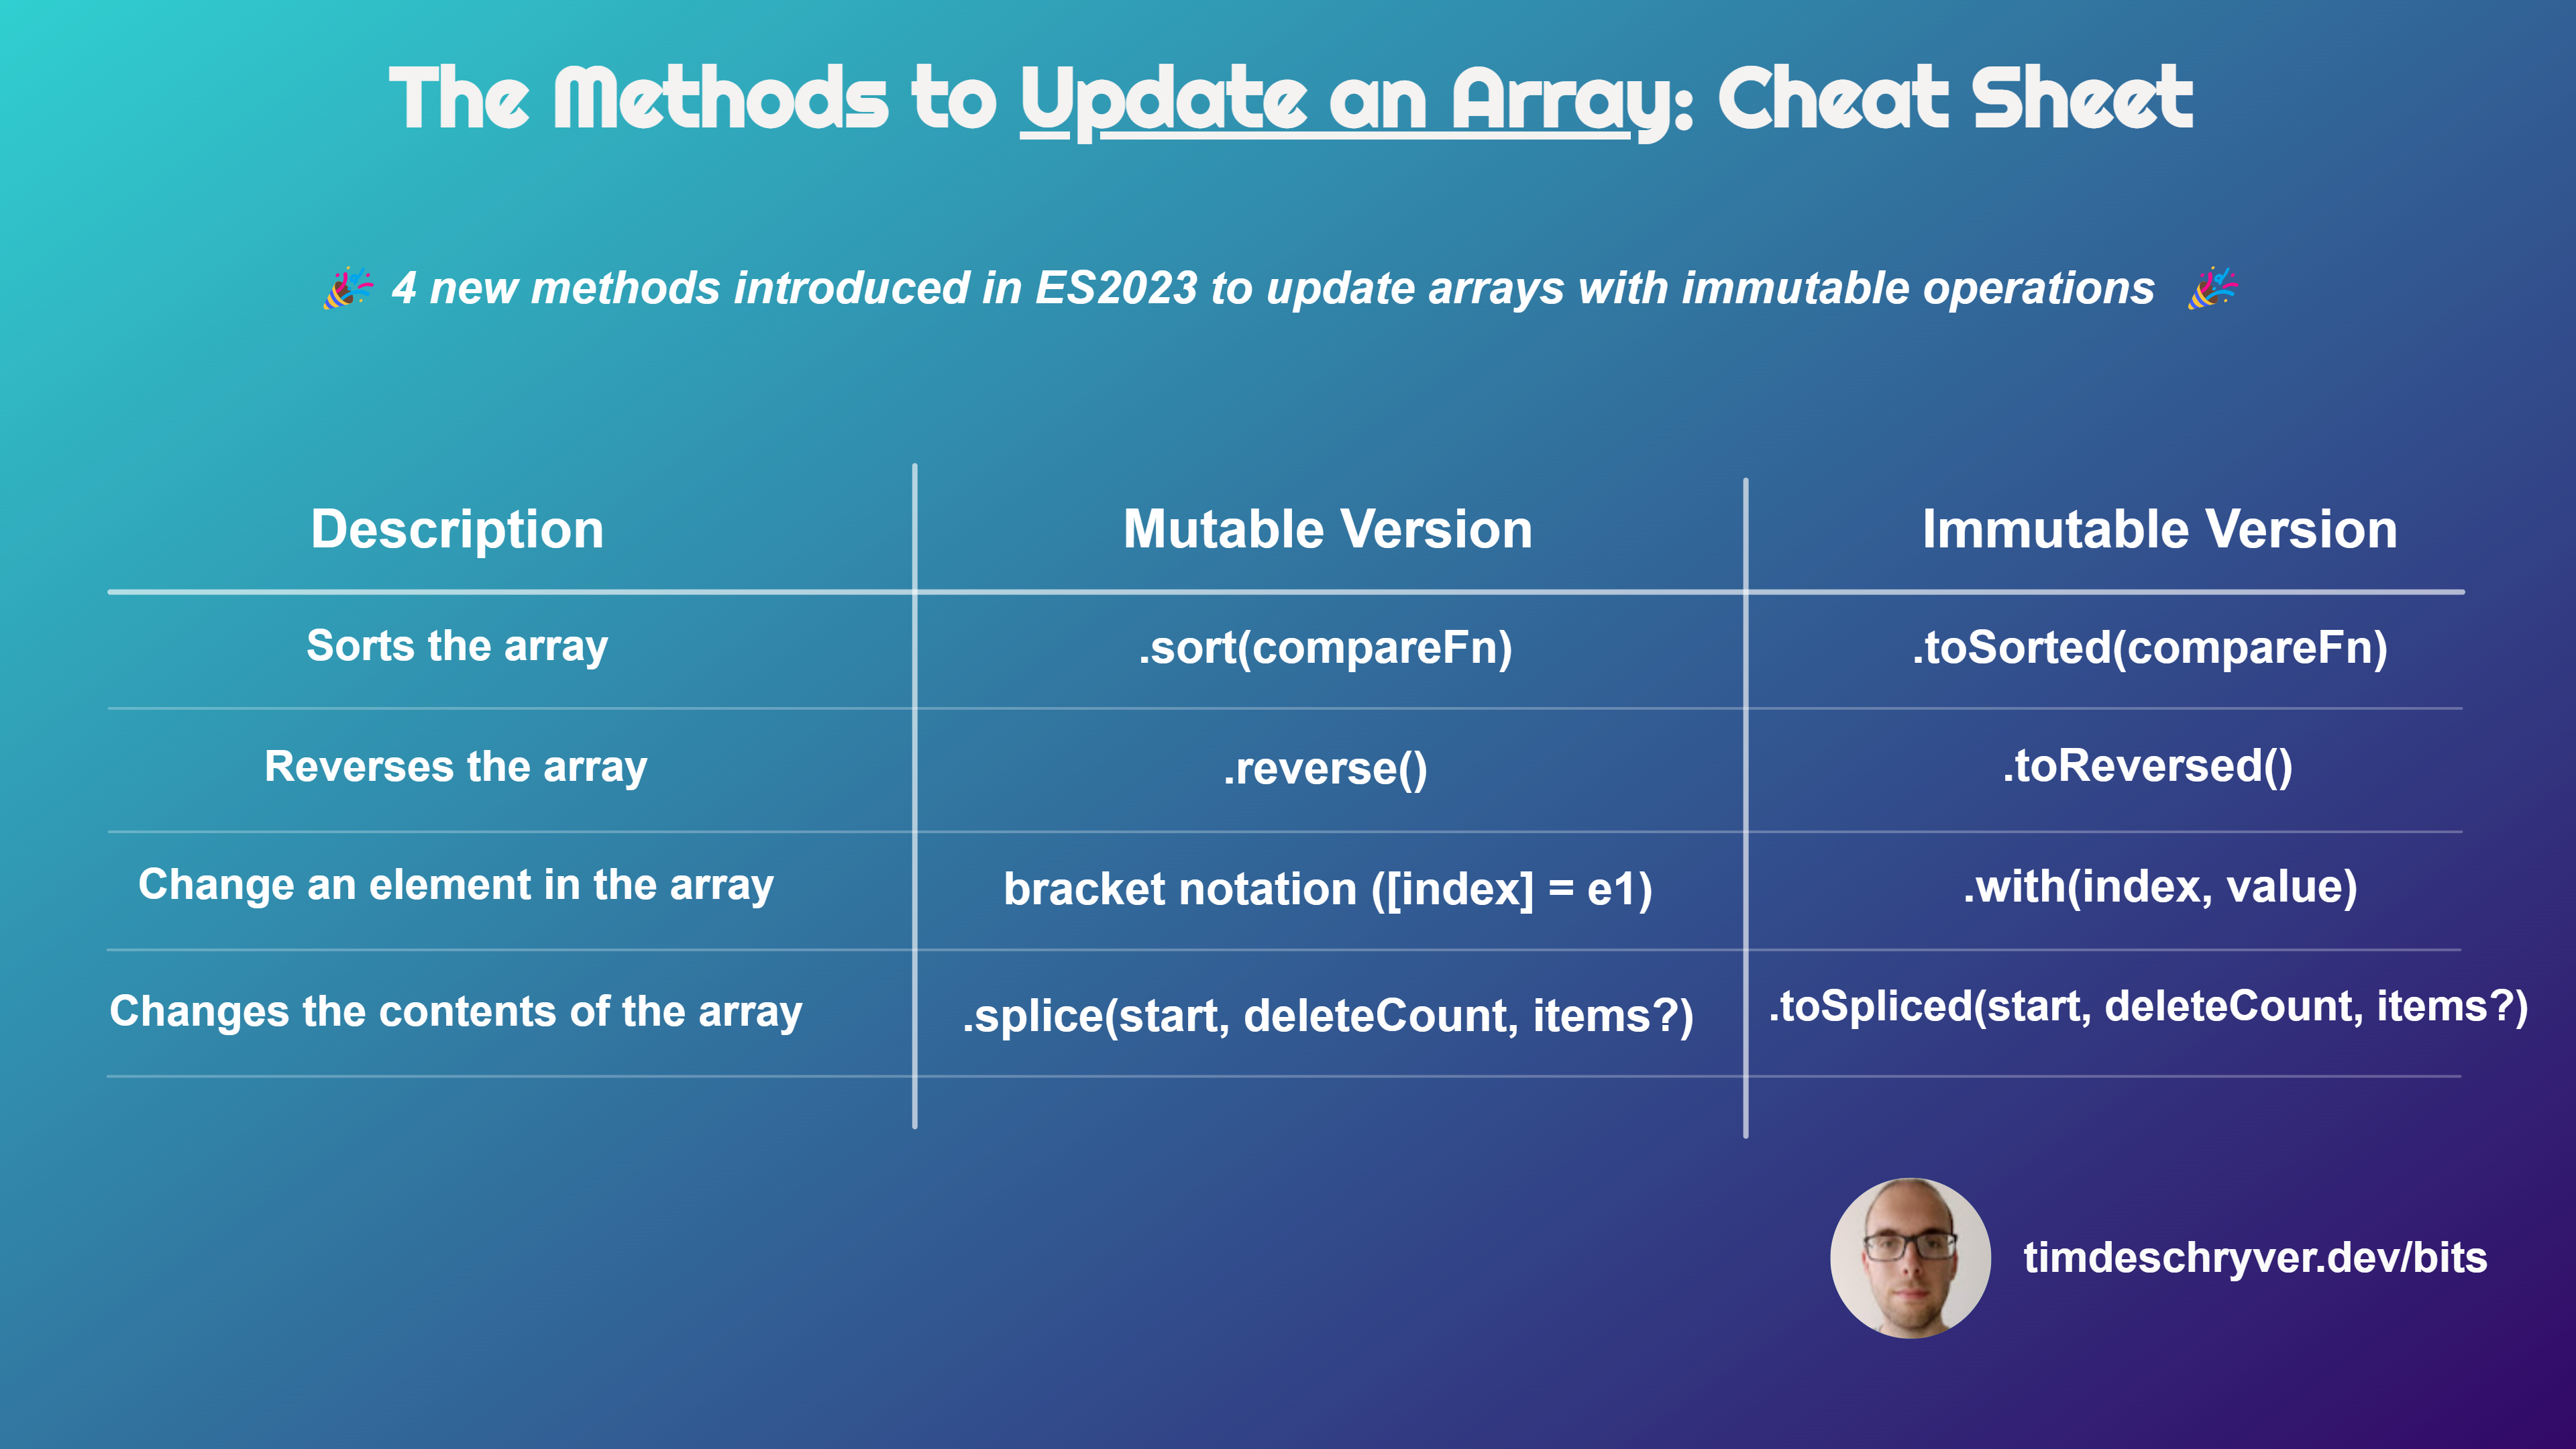 The Methods to Update an Array: Cheat Sheet
🎉 4 new methods introduced in ES2023 to update arrays with immutable operations 🎉
Description Mutable Version Immutable Version
Sorts the array .sort(compareFn) .toSorted(compareFn)
Reverses the array .reverse() .toReversed()
Change an element in the array bracket notation ([index] = e1) .with(index, value)
Changes the contents of the array .splice(start, deleteCount, items?) .toSpliced(start, deleteCount, items?)
timdeschryver.dev/bits